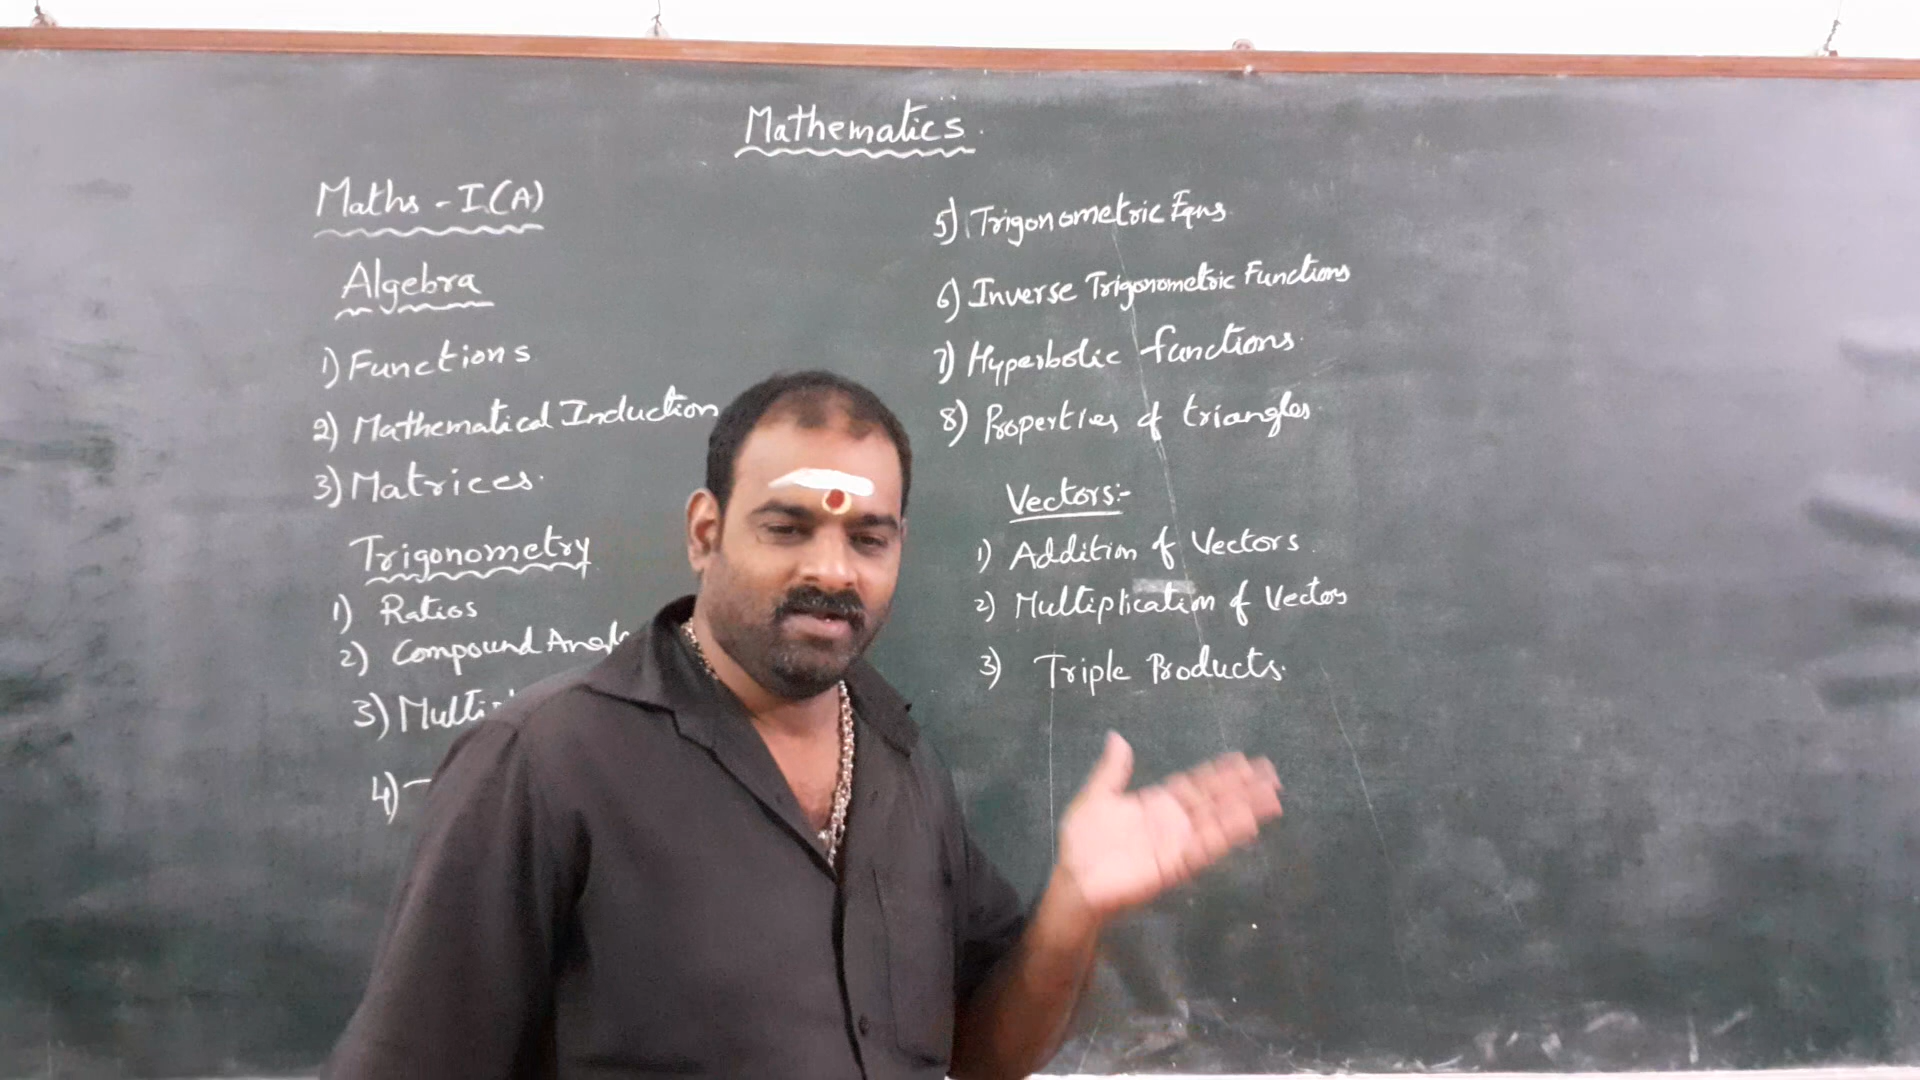 Mathematics.
Maths - I(A)
Algebra
1) Functions
2) Mathematical Induction
3) Matrices.
Trigonometry
1) Ratios
2) Compound
3)
4)
5) Trigonometric Eqns
6) Inverse Trigonometric Functions
7) Hyperbolic functions.
8) Properties of triangles.
Vectors:-
1) Addition of Vectors.
2) Multiplication of Vectors
3) Triple Products.